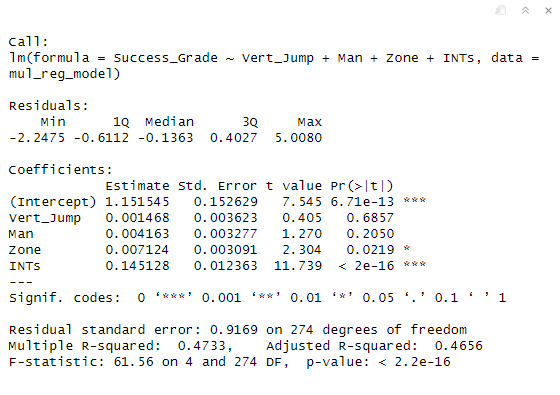 Call:
lm(formula = Success_Grade ~ Vert_Jump + Man + Zone + INTs, data =
mul_reg_model)
Residuals:
    Min      1Q  Median      3Q     Max
-2.2475 -0.6112 -0.1363  0.4027  5.0080
Coefficients:
            Estimate Std. Error t value Pr(>|t|)
(Intercept) 1.151545   0.152629   7.545 6.71e-13 ***
Vert_Jump   0.001468   0.003623   0.405   0.6857
Man         0.004163   0.003277   1.270   0.2050
Zone        0.007124   0.003091   2.304   0.0219 *
INTs        0.145128   0.012363  11.739  < 2e-16 ***
---
Signif. codes:  0 ‘***’ 0.001 ‘**’ 0.01 ‘*’ 0.05 ‘.’ 0.1 ‘ ’ 1
Residual standard error: 0.9169 on 274 degrees of freedom
Multiple R-squared:  0.4733,    Adjusted R-squared:  0.4656
F-statistic: 61.56 on 4 and 274 DF,  p-value: < 2.2e-16